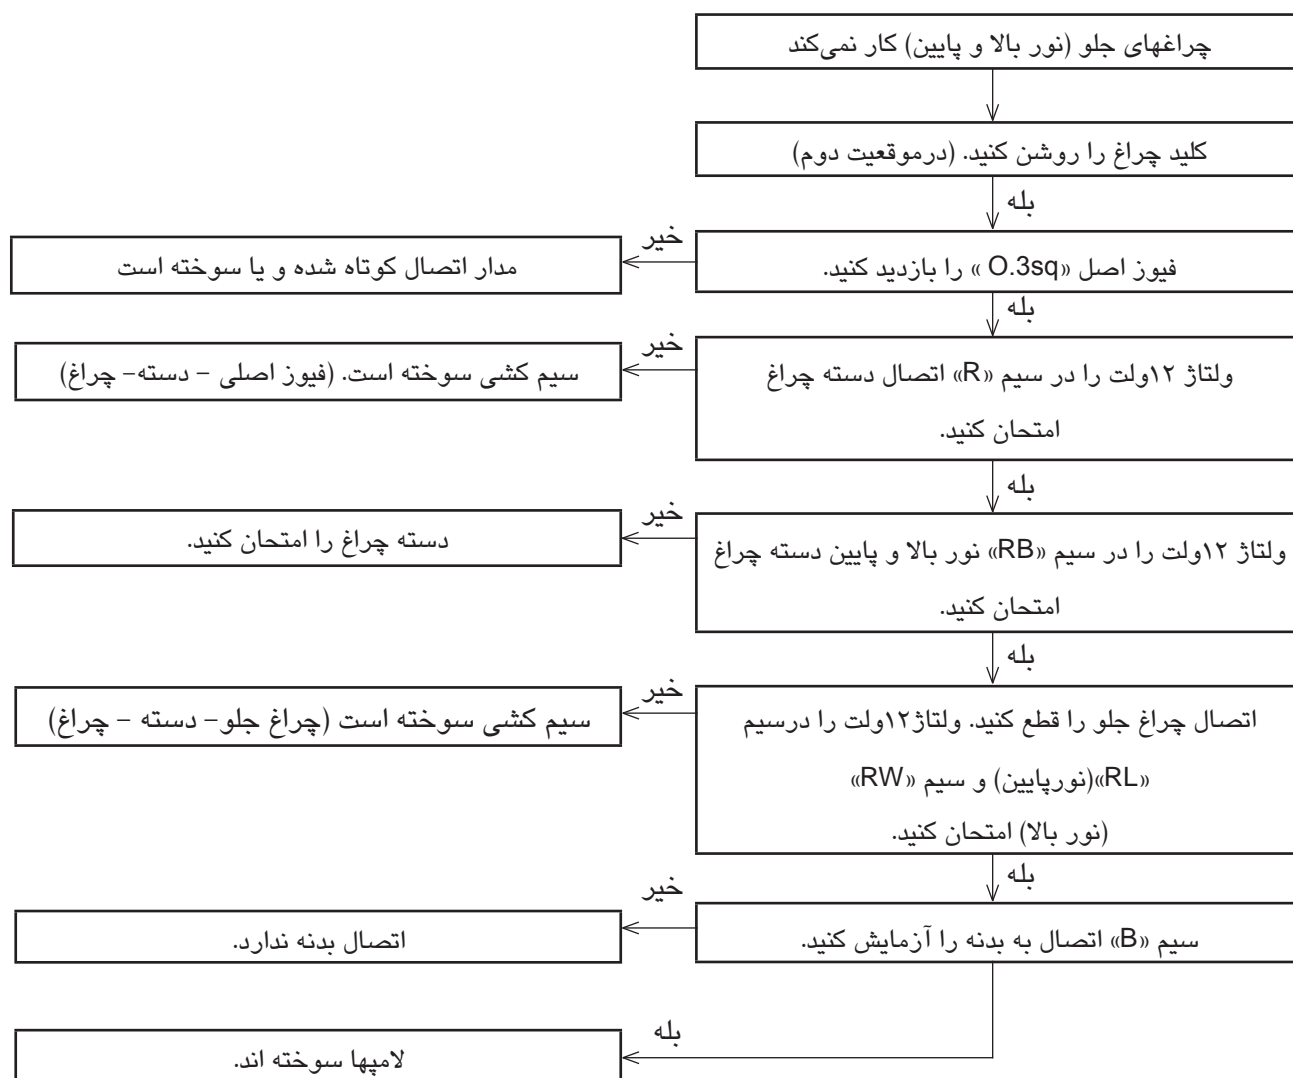 چراغهای جلو (نور بالا و پایین) کار نمی‌کند
کلید چراغ را روشن کنید. (درموقعیت دوم)
بله
فیوز اصل «O.3sq» را بازدید کنید.
خیر
مدار اتصال کوتاه شده و یا سوخته است
بله
ولتاژ ۱۲ولت را در سیم «R» اتصال دسته چراغ
امتحان کنید.
خیر
سیم کشی سوخته است. (فیوز اصلی – دسته- چراغ)
بله
ولتاژ ۱۲ولت را در سیم «RB» نور بالا و پایین دسته چراغ
امتحان کنید.
خیر
دسته چراغ را امتحان کنید.
بله
اتصال چراغ جلو را قطع کنید. ولتاژ۱۲ولت را درسیم
«RL»(نورپایین) و سیم «RW»
(نور بالا) امتحان کنید.
خیر
سیم کشی سوخته است (چراغ جلو- دسته – چراغ)
بله
سیم «B» اتصال به بدنه را آزمایش کنید.
خیر
اتصال بدنه ندارد.
بله
لامپها سوخته اند.